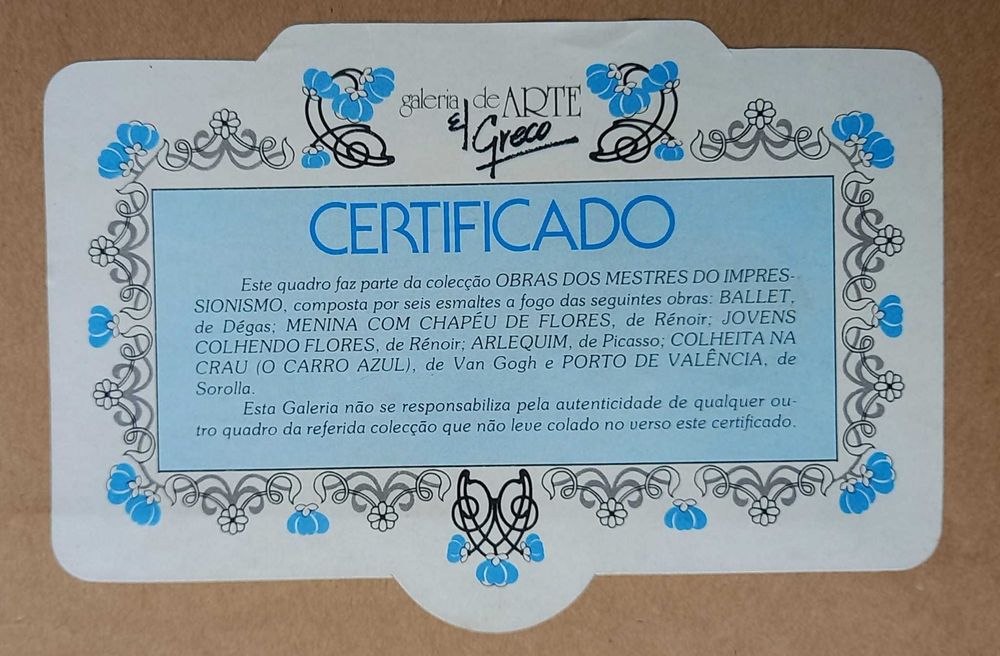 galeria de ARTE
El Greco
CERTIFICADO
Este quadro faz parte da colecção OBRAS DOS MESTRES DO IMPRES-
SIONISMO, composta por seis esmaltes a fogo das seguintes obras: BALLET,
de Dégas; MENINA COM CHAPÉU DE FLORES, de Rénoir; JOVENS
COLHENDO FLORES, de Rénoir; ARLEQUIM, de Picasso; COLHEITA NA
CRAU (O CARRO AZUL), de Van Gogh e PORTO DE VALÊNCIA, de
Sorolla.
Esta Galeria não se responsabiliza pela autenticidade de qualquer ou-
tro quadro da referida colecção que não leve colado no verso este certificado.